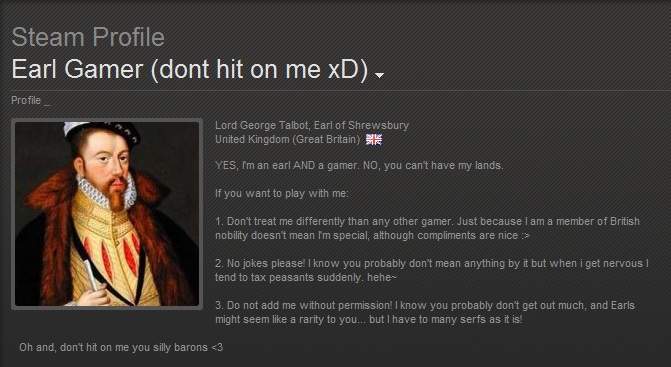 Steam Profile
Earl Gamer (dont hit on me xD)
Profile _
Lord George Talbot, Earl of Shrewsbury
United Kingdom (Great Britain)
YES, I'm an earl AND a gamer. NO, you can't have my lands.
If you want to play with me:
1. Don't treat me differently than any other gamer. Just because I am a member of British
nobility doesn't mean I'm special, although compliments are nice :>
2. No jokes please! I know you probably don't mean anything by it but when i get nervous I
tend to tax peasants suddenly. hehe~
3. Do not add me without permission! I know you probably don't get out much, and Earls
might seem like a rarity to you... but I have to many serfs as it is!
Oh and, don't hit on me you silly barons <3